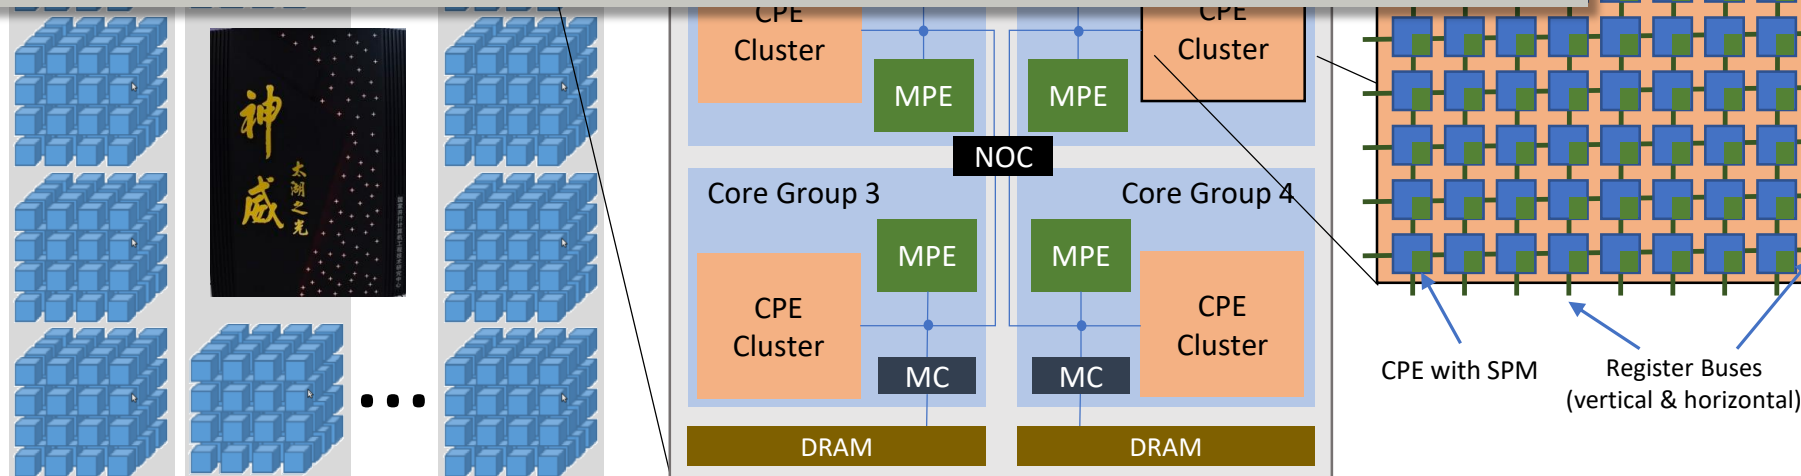 神
威
太湖之光
CPE
Cluster
MPE
MPE
CPE
Cluster
NOC
Core Group 3
Core Group 4
MPE
CPE
Cluster
MC
MPE
CPE
Cluster
MC
DRAM
DRAM
CPE with SPM
Register Buses
(vertical & horizontal)